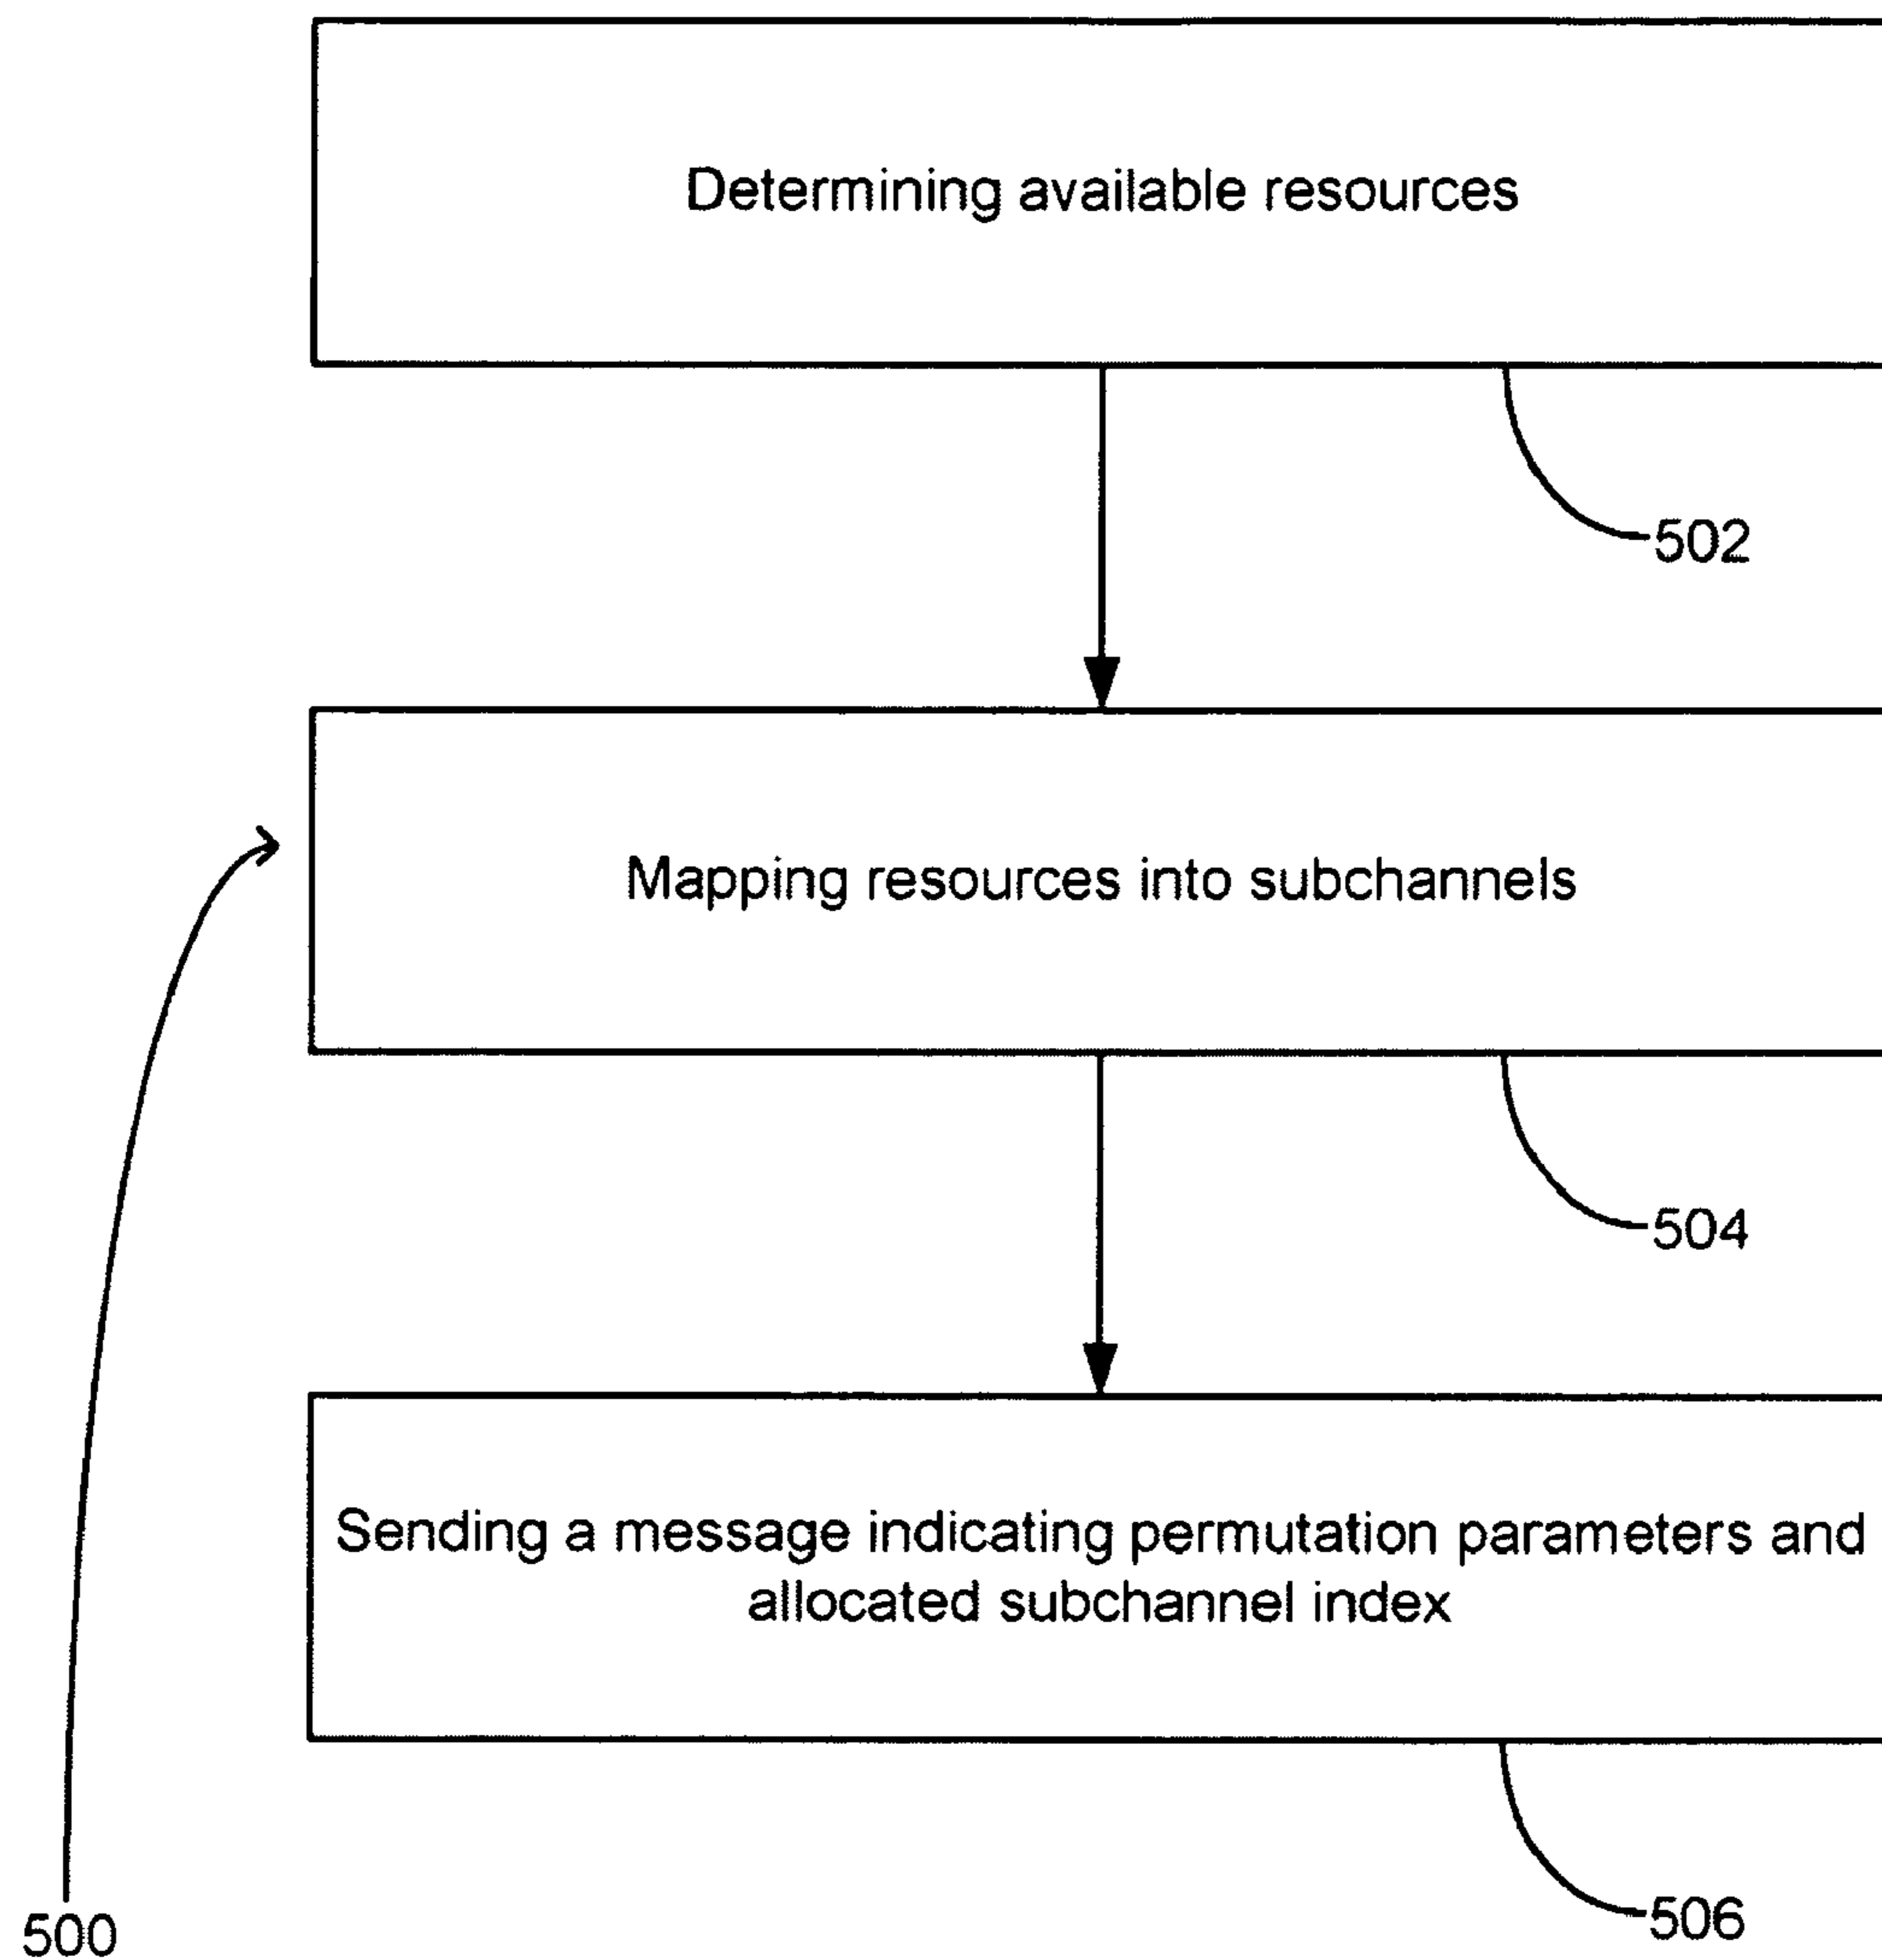 Determining available resources
502
Mapping resources into subchannels
504
Sending a message indicating permutation parameters and
allocated subchannel index
506
500